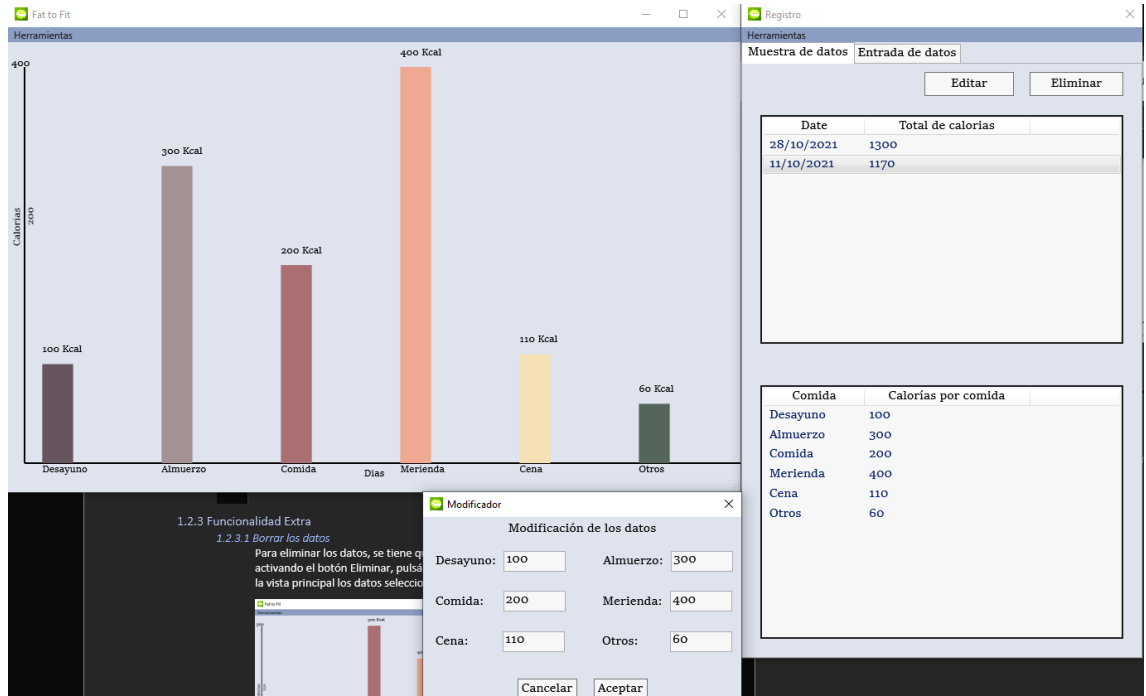 Fat to Fit
Herramientas
400 Kcal
400
300 Kcal
Calorias
200
200 Kcal
110 Kcal
100 Kcal
60 Kcal
Desayuno Almuerzo Comida Dias Merienda Cena Otros
Registro
Herramientas
Muestra de datos Entrada de datos
Editar Eliminar
Date Total de calorias
28/10/2021 1300
11/10/2021 1170
Comida Calorías por comida
Desayuno 100
Almuerzo 300
Comida 200
Merienda 400
Cena 110
Otros 60
1.2.3 Funcionalidad Extra
1.2.3.1 Borrar los datos
Para eliminar los datos, se tiene
activando el botón Eliminar,
la vista principal los datos
Fat to Fit
Modificador
Modificación de los datos
Desayuno: 100 Almuerzo: 300
Comida: 200 Merienda: 400
Cena: 110 Otros: 60
Cancelar Aceptar